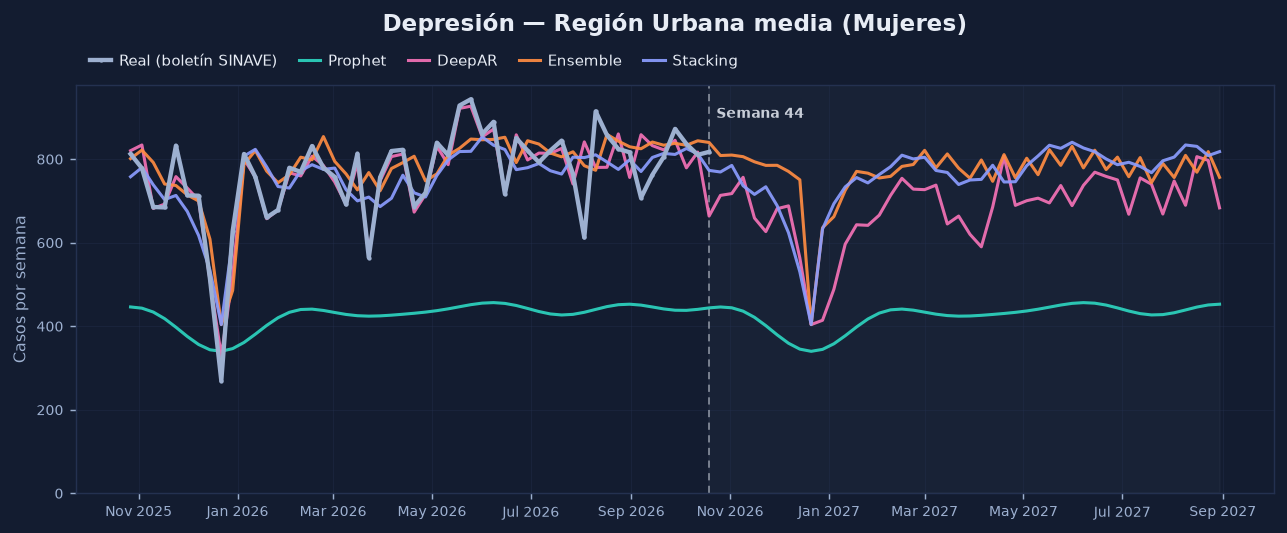 Depresión — Región Urbana media (Mujeres)
Real (boletín SINAVE) Prophet DeepAR Ensemble Stacking
Semana 44
Casos por semana
800
600
400
200
0
Nov 2025 Jan 2026 Mar 2026 May 2026 Jul 2026 Sep 2026 Nov 2026 Jan 2027 Mar 2027 May 2027 Jul 2027 Sep 2027